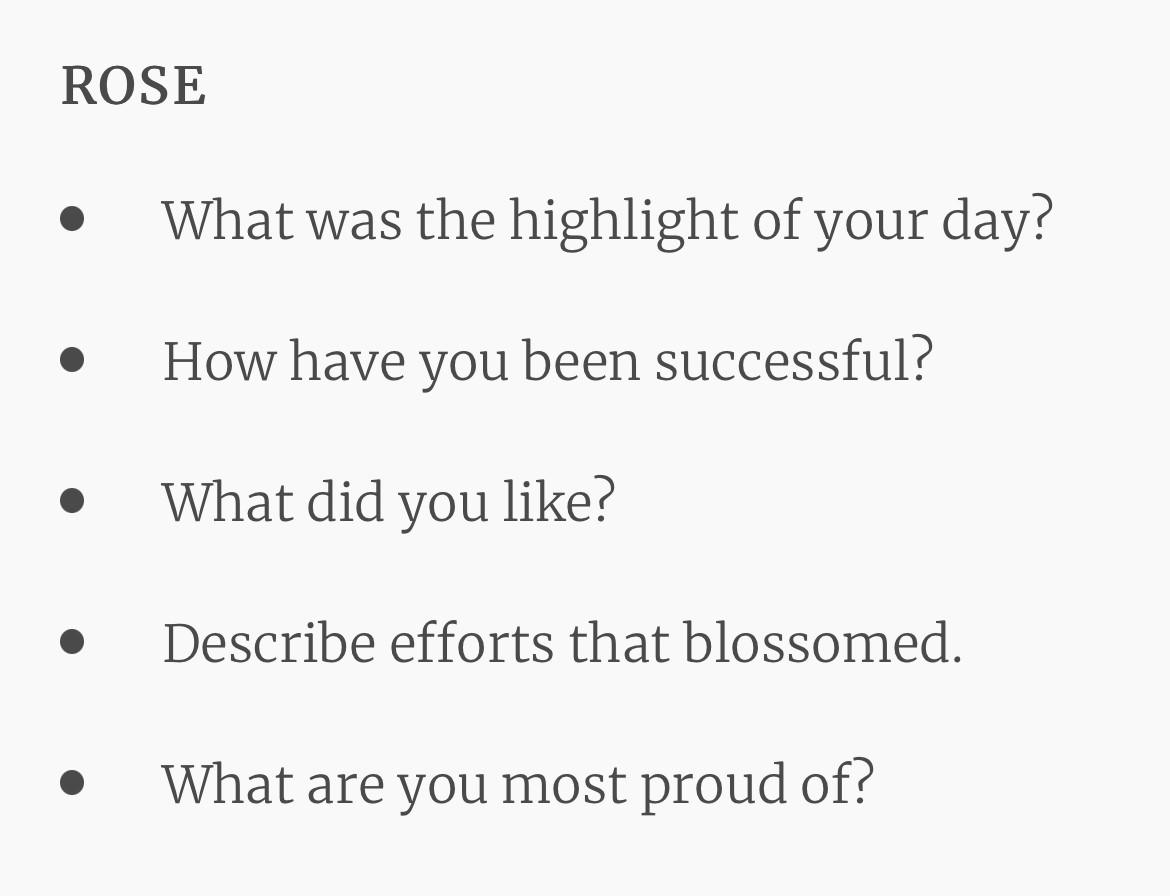 ROSE
• What was the highlight of your day?
• How have you been successful?
• What did you like?
• Describe efforts that blossomed.
• What are you most proud of?